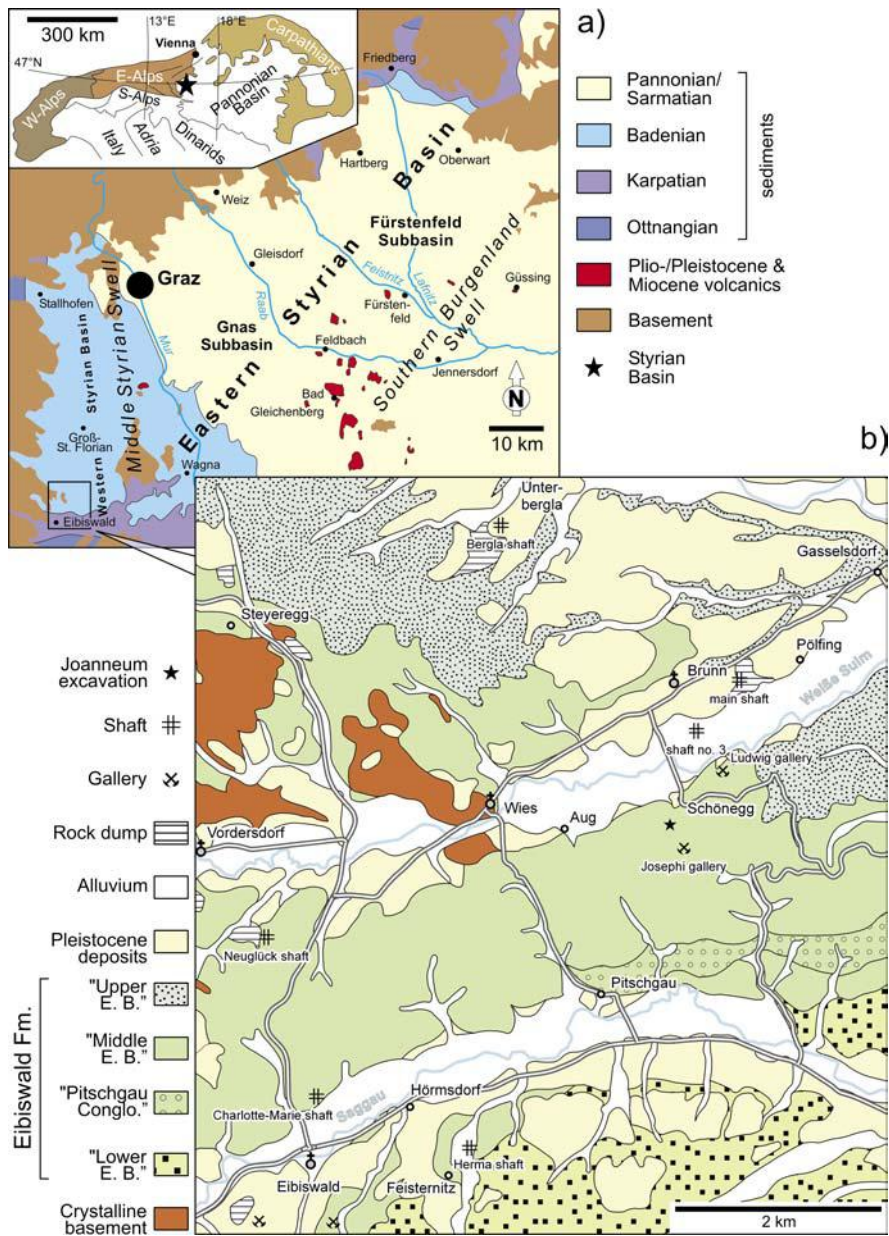 a)
300 km
13°E
18°E
Vienna
47°N
Carpathians
E-Alps
W-Alps
S-Alps
Pannonian
Basin
Italy
Adria
Dinarids
Friedberg
Hartberg
Oberwart
Weiz
Gleisdorf
Graz
Stallhofen
Fürstenfeld
Subbasin
Feistritz
Lafnitz
Güssing
Fürsten-
feld
Raab
Gnas
Subbasin
Feldbach
Jennersdorf
Mur
Bad
Gleichenberg
Eastern Styrian Basin
Southern Burgenland
Swell
Middle Styrian Swell
Western Styrian Basin
Groß-
St. Florian
Wagna
Eibiswald
N
10 km
Pannonian/
Sarmatian
Badenian
Karpatian
Ottnangian
sediments
Plio-/Pleistocene &
Miocene volcanics
Basement
Styrian
Basin
b)
Unter-
bergla
Bergla shaft
Gasselsdorf
Steyeregg
Pölfing
Brunn
main shaft
Weiße Sulm
shaft no. 3
Ludwig gallery
Wies
Aug
Schönegg
Vordersdorf
Josephi gallery
Neuglück shaft
Pitschgau
Hörmsdorf
Charlotte-Marie shaft
Saggau
Herma shaft
Eibiswald
Feisternitz
2 km
Joanneum
excavation
Shaft
Gallery
Rock dump
Alluvium
Pleistocene
deposits
Eibiswald Fm.
"Upper
E. B."
"Middle
E. B."
"Pitschgau
Conglo."
"Lower
E. B."
Crystalline
basement